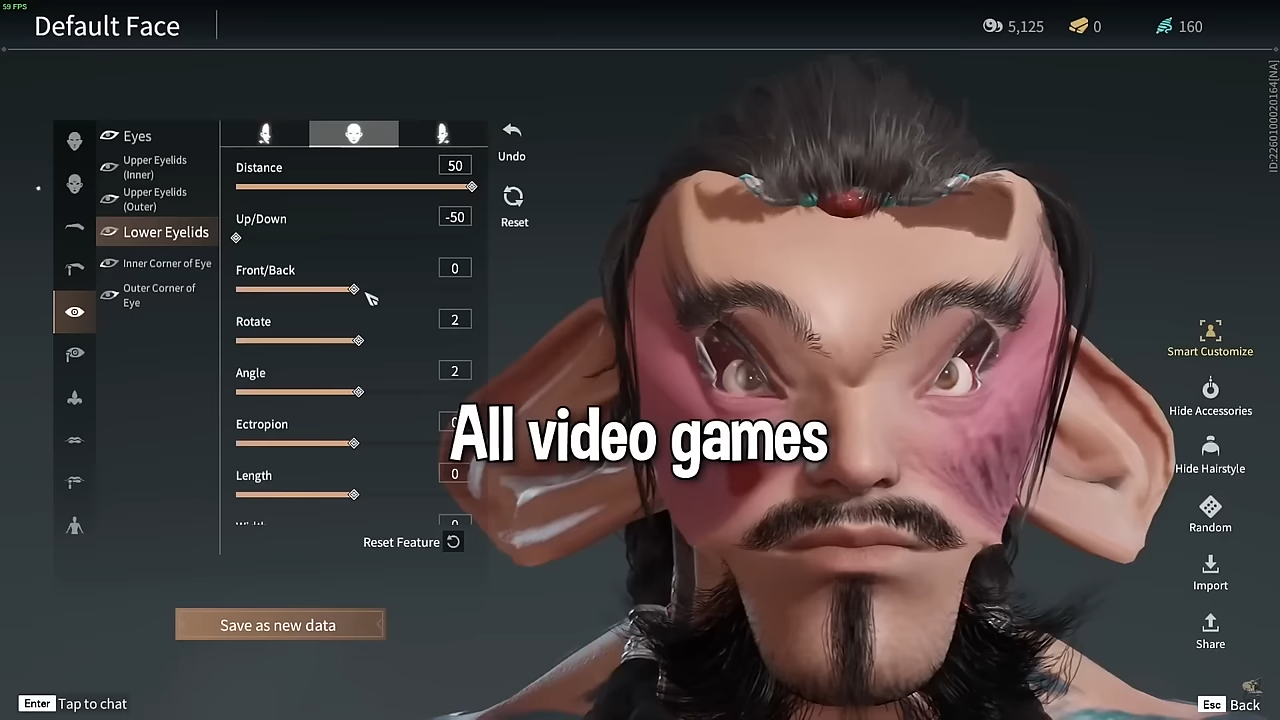 59 FPS
Default Face
5,125
0
160
ID:2260100020164[NA]
Eyes
Upper Eyelids
(Inner)
Upper Eyelids
(Outer)
Lower Eyelids
Inner Corner of Eye
Outer Corner of
Eye
Distance
50
Up/Down
-50
Front/Back
0
Rotate
2
Angle
2
Ectropion
Length
0
Reset Feature
Undo
Reset
All video games
Save as new data
Smart Customize
Hide Accessories
Hide Hairstyle
Random
Import
Share
Enter Tap to chat
Esc Back